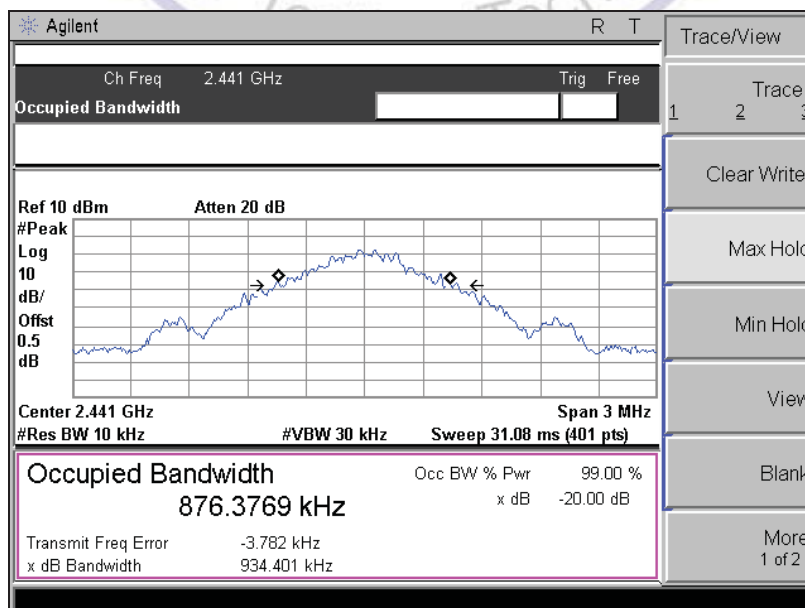 Agilent R T
Ch Freq 2.441 GHz Trig Free
Occupied Bandwidth
Ref 10 dBm Atten 20 dB
#Peak
Log
10
dB/
Offst
0.5
dB
Center 2.441 GHz Span 3 MHz
#Res BW 10 kHz #VBW 30 kHz Sweep 31.08 ms (401 pts)
Occupied Bandwidth
876.3769 kHz
Occ BW % Pwr 99.00 %
x dB -20.00 dB
Transmit Freq Error -3.782 kHz
x dB Bandwidth 934.401 kHz
Trace/View
Trace
1 2 3
Clear Write
Max Hold
Min Hold
View
Blank
More
1 of 2